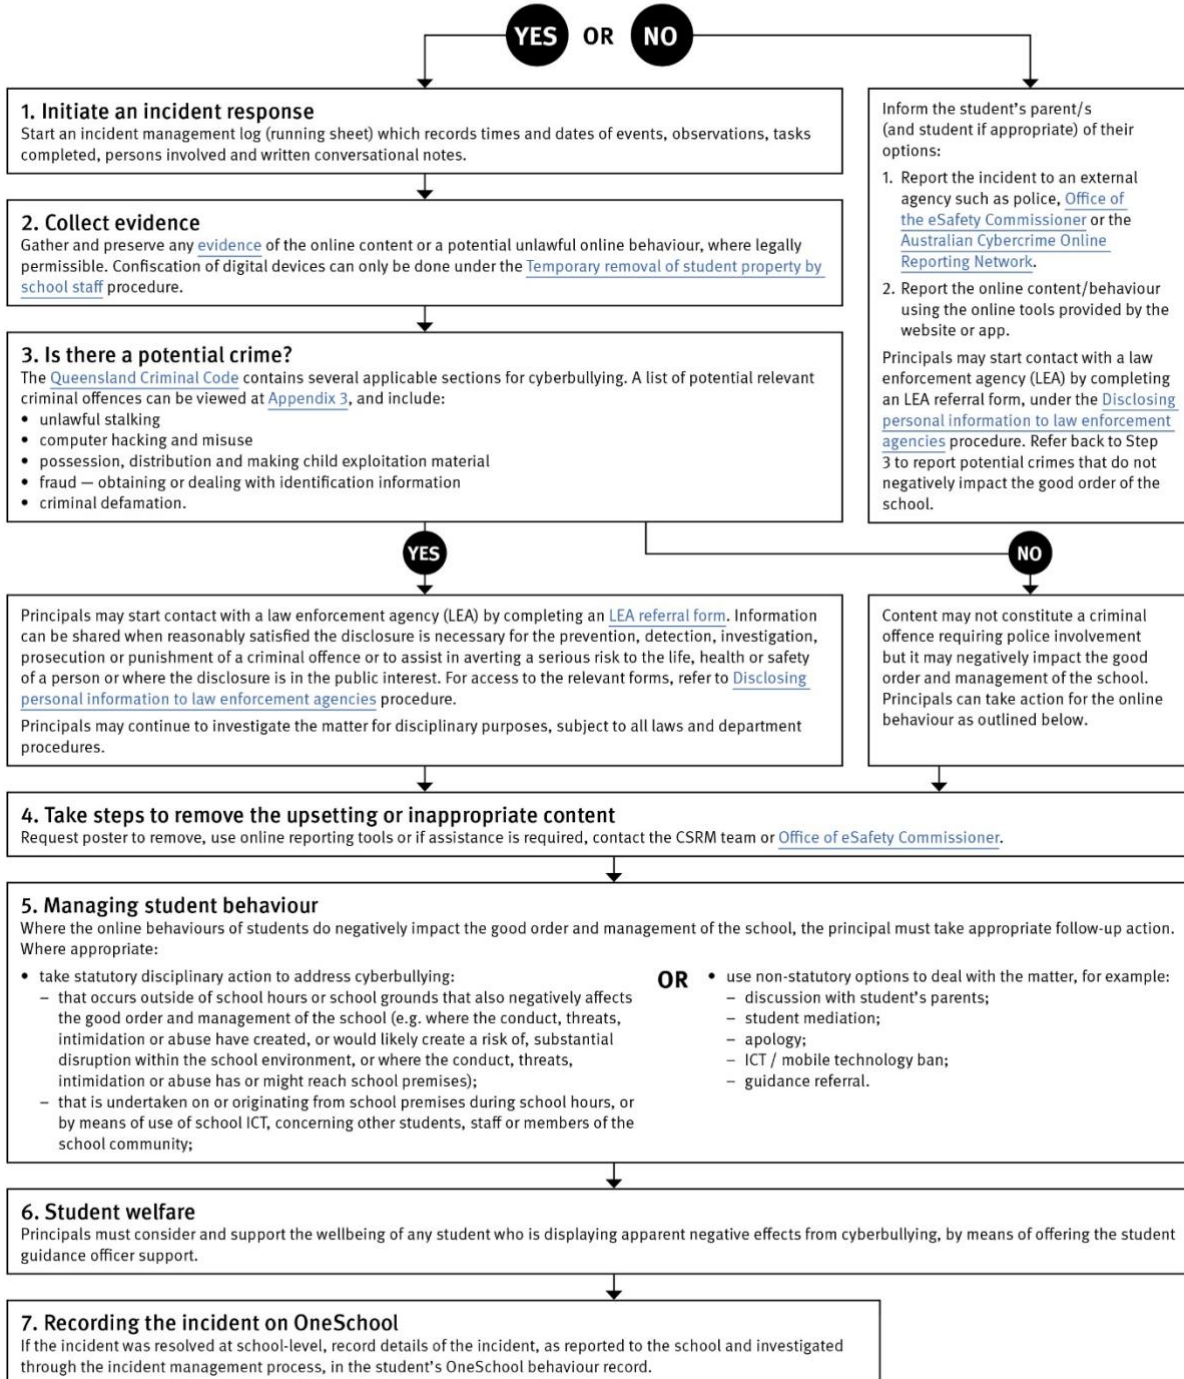 YES OR NO
1. Initiate an incident response
Start an incident management log (running sheet) which records times and dates of events, observations, tasks
completed, persons involved and written conversational notes.
2. Collect evidence
Gather and preserve any evidence of the online content or a potential unlawful online behaviour, where legally
permissible. Confiscation of digital devices can only be done under the Temporary removal of student property by
school staff procedure.
3. Is there a potential crime?
The Queensland Criminal Code contains several applicable sections for cyberbullying. A list of potential relevant
criminal offences can be viewed at Appendix 3, and include:
• unlawful stalking
• computer hacking and misuse
• possession, distribution and making child exploitation material
• fraud — obtaining or dealing with identification information
• criminal defamation.
Inform the student's parent/s
(and student if appropriate) of their
options:
1. Report the incident to an external
agency such as police, Office of
the eSafety Commissioner or the
Australian Cybercrime Online
Reporting Network.
2. Report the online content/behaviour
using the online tools provided by the
website or app.
Principals may start contact with a law
enforcement agency (LEA) by completing
an LEA referral form, under the Disclosing
personal information to law enforcement
agencies procedure. Refer back to Step
3 to report potential crimes that do not
negatively impact the good order of the
school.
YES
NO
Principals may start contact with a law enforcement agency (LEA) by completing an LEA referral form. Information
can be shared when reasonably satisfied the disclosure is necessary for the prevention, detection, investigation,
prosecution or punishment of a criminal offence or to assist in averting a serious risk to the life, health or safety
of a person or where the disclosure is in the public interest. For access to the relevant forms, refer to Disclosing
personal information to law enforcement agencies procedure.
Principals may continue to investigate the matter for disciplinary purposes, subject to all laws and department
procedures.
Content may not constitute a criminal
offence requiring police involvement
but it may negatively impact the good
order and management of the school.
Principals can take action for the online
behaviour as outlined below.
4. Take steps to remove the upsetting or inappropriate content
Request poster to remove, use online reporting tools or if assistance is required, contact the CSRM team or Office of eSafety Commissioner.
5. Managing student behaviour
Where the online behaviours of students do negatively impact the good order and management of the school, the principal must take appropriate follow-up action.
Where appropriate:
• take statutory disciplinary action to address cyberbullying:
– that occurs outside of school hours or school grounds that also negatively affects
the good order and management of the school (e.g. where the conduct, threats,
intimidation or abuse have created, or would likely create a risk of, substantial
disruption within the school environment, or where the conduct, threats,
intimidation or abuse has or might reach school premises);
– that is undertaken on or originating from school premises during school hours, or
by means of use of school ICT, concerning other students, staff or members of the
school community;
OR
• use non-statutory options to deal with the matter, for example:
– discussion with student's parents;
– student mediation;
– apology;
– ICT / mobile technology ban;
– guidance referral.
6. Student welfare
Principals must consider and support the wellbeing of any student who is displaying apparent negative effects from cyberbullying, by means of offering the student
guidance officer support.
7. Recording the incident on OneSchool
If the incident was resolved at school-level, record details of the incident, as reported to the school and investigated
through the incident management process, in the student's OneSchool behaviour record.